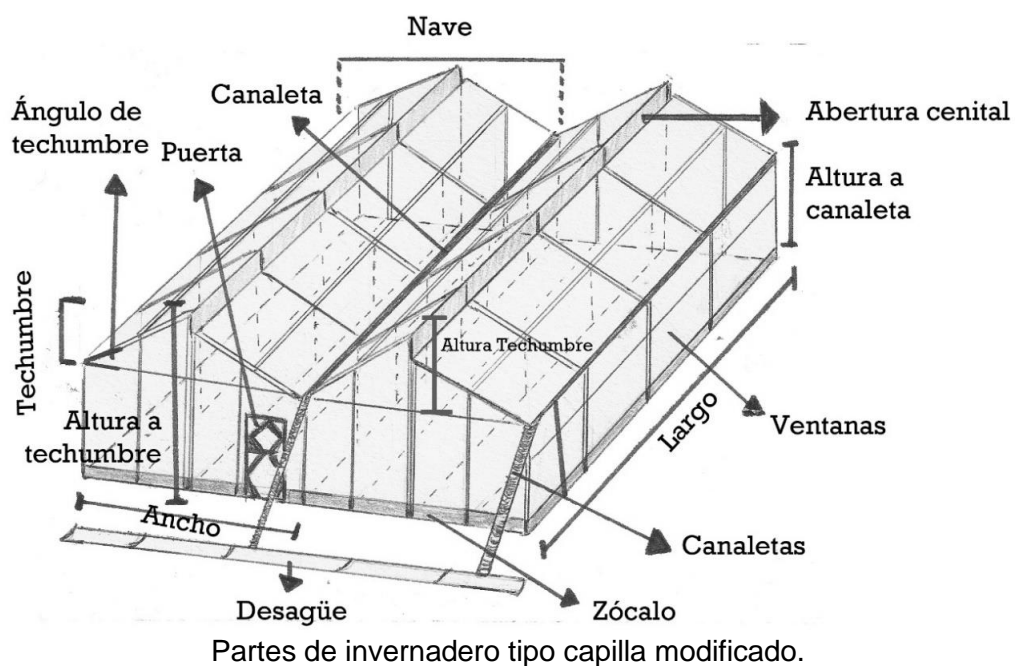 Nave
Canaleta
Ángulo de
techumbre
Puerta
Abertura cenital
Altura a
canaleta
Techumbre
Altura Techumbre
Altura a
techumbre
Largo
Ventanas
Ancho
Canaletas
Desagüe
Zócalo
Partes de invernadero tipo capilla modificado.